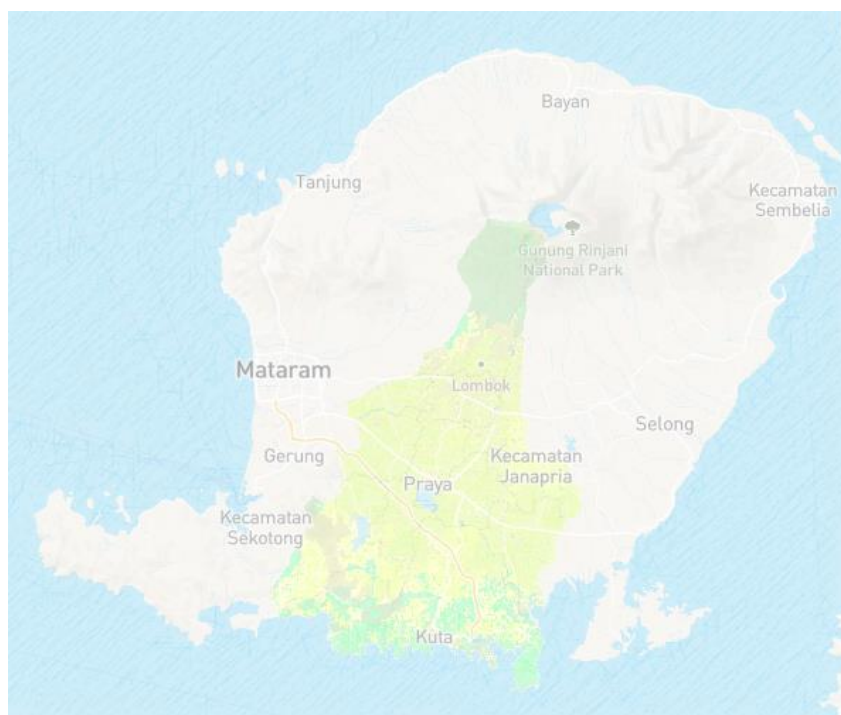 Bayan
Tanjung
Kecamatan
Sembelia
Gunung Rinjani
National Park
Mataram
Lombok
Selong
Gerung
Kecamatan
Janapria
Praya
Kecamatan
Sekotong
Kuta